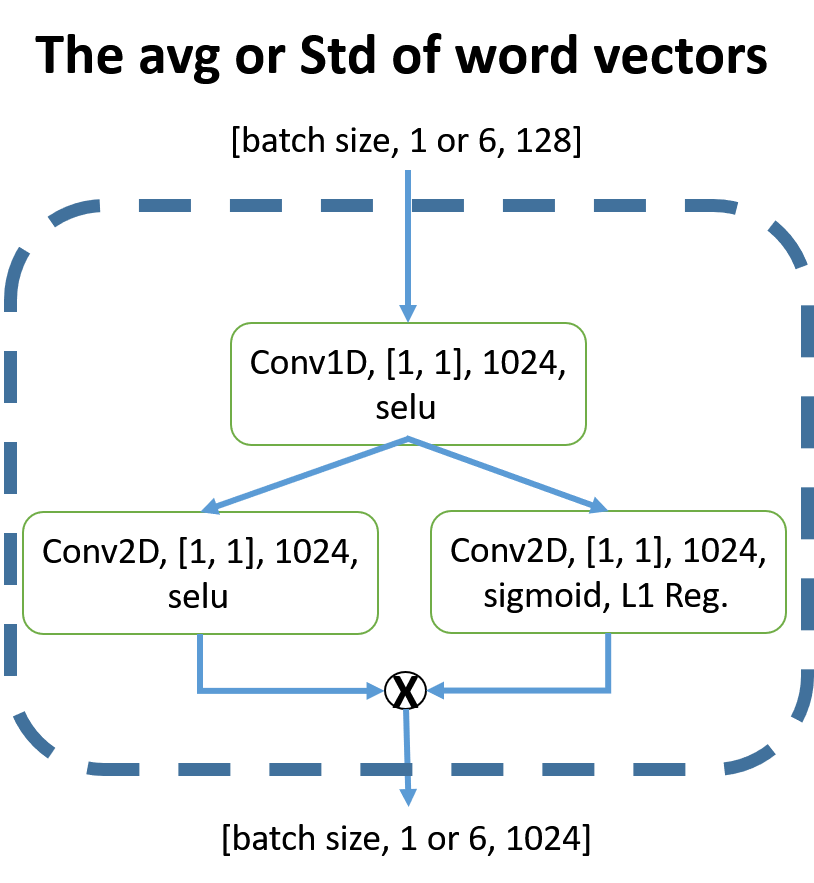 The avg or Std of word vectors
[batch size, 1 or 6, 128]
Conv1D, [1, 1], 1024,
selu
Conv2D, [1, 1], 1024,
selu
Conv2D, [1, 1], 1024,
sigmoid, L1 Reg.
X
[batch size, 1 or 6, 1024]